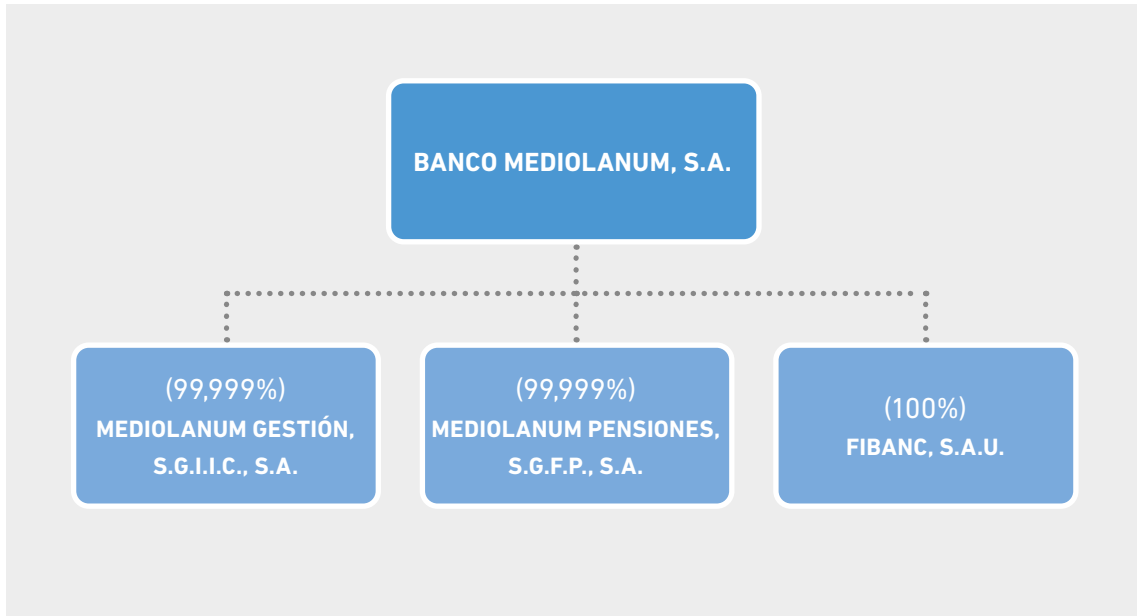 BANCO MEDIOLANUM, S.A.
(99,999%)
MEDIOLANUM GESTIÓN,
S.G.I.I.C., S.A.
(99,999%)
MEDIOLANUM PENSIONES,
S.G.F.P., S.A.
(100%)
FIBANC, S.A.U.